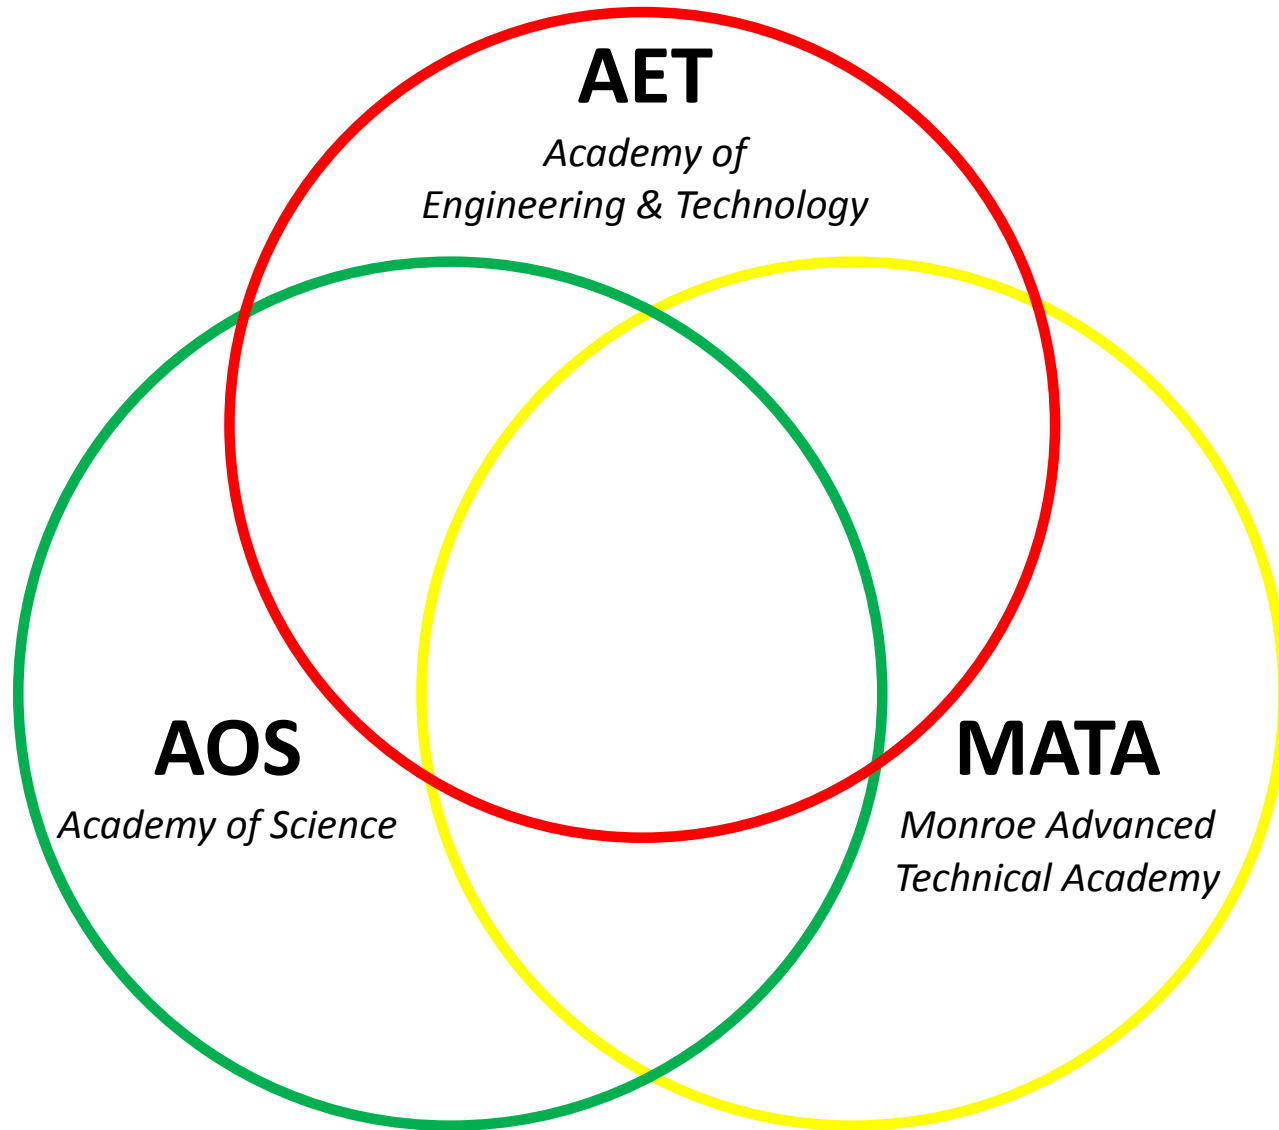 AET
Academy of
Engineering & Technology
AOS
Academy of Science
MATA
Monroe Advanced
Technical Academy